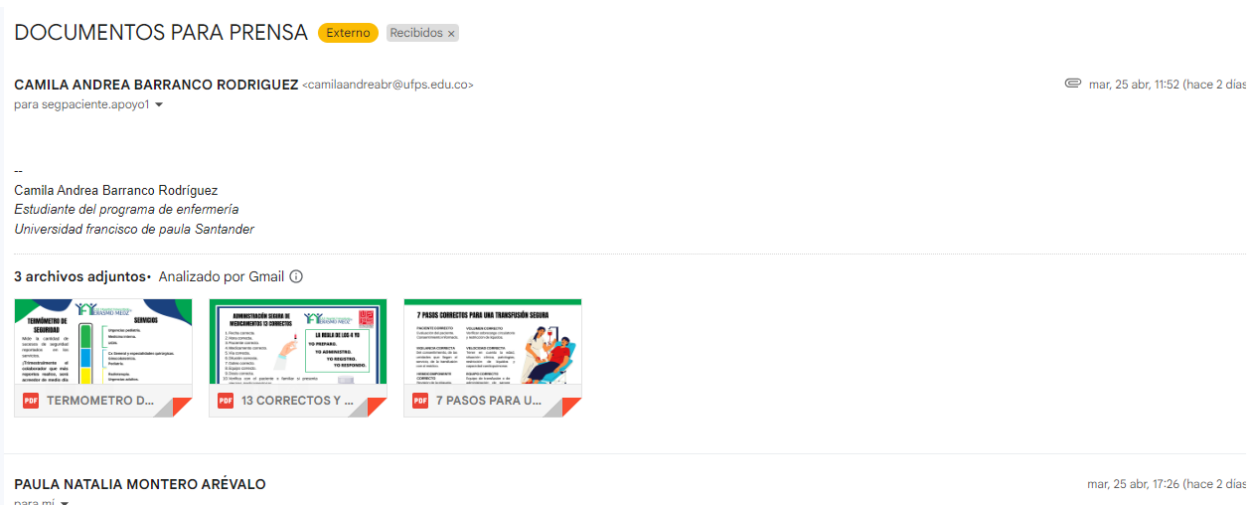 DOCUMENTOS PARA PRENSA Externo Recibidos ×
CAMILA ANDREA BARRANCO RODRIGUEZ <camilaandreabr@ufps.edu.co>
mar, 25 abr, 11:52 (hace 2 días
para segpaciente.apoyo1
--
Camila Andrea Barranco Rodríguez
Estudiante del programa de enfermería
Universidad francisco de paula Santander
3 archivos adjuntos• Analizado por Gmail
TERMÓMETRO DE
SEGURIDAD
SERVICIOS
TERMOMETRO D...
ADMINISTRACIÓN SEGURA DE
MEDICAMENTOS 13 CORRECTOS
LA REGLA DE LOS 4 YO
YO PREPARO.
YO ADMINISTRO.
YO REGISTRO.
YO RESPONDO.
13 CORRECTOS Y ...
7 PASOS CORRECTOS PARA UNA TRANSFUSIÓN SEGURA
7 PASOS PARA U...
PAULA NATALIA MONTERO ARÉVALO
mar, 25 abr, 17:26 (hace 2 días
para mí